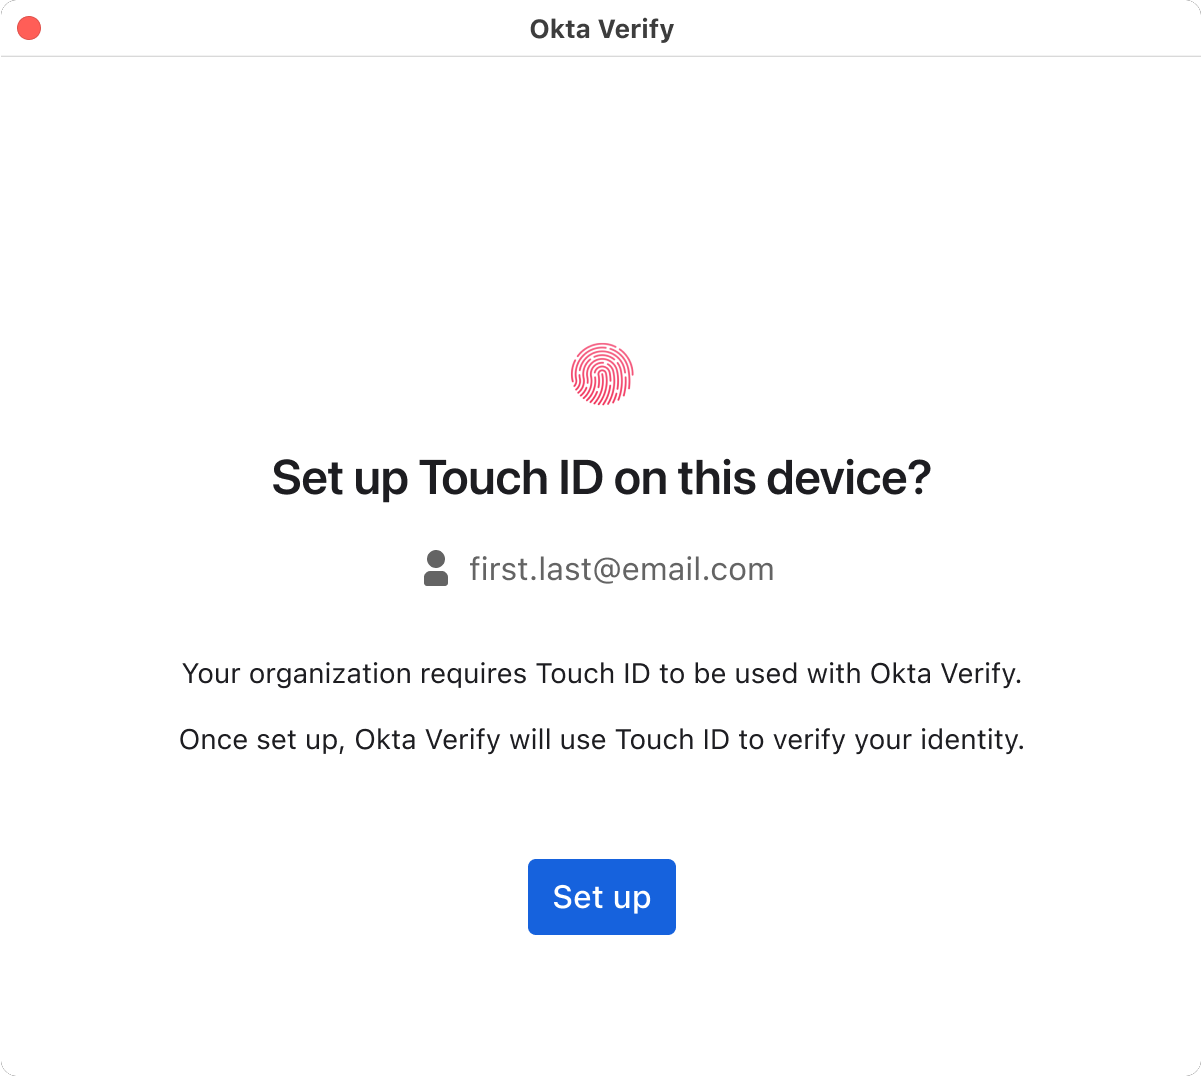 Okta Verify
Set up Touch ID on this device?
first.last@email.com
Your organization requires Touch ID to be used with Okta Verify.
Once set up, Okta Verify will use Touch ID to verify your identity.
Set up